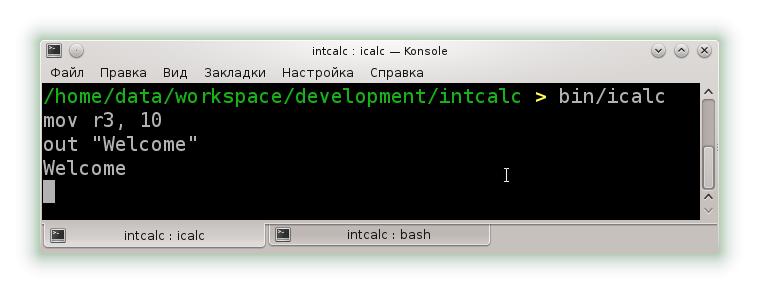 intcalc : icalc — Konsole
Файл Правка Вид Закладки Настройка Справка
/home/data/workspace/development/intcalc > bin/icalc
mov r3, 10
out "Welcome"
Welcome
intcalc : icalc intcalc : bash